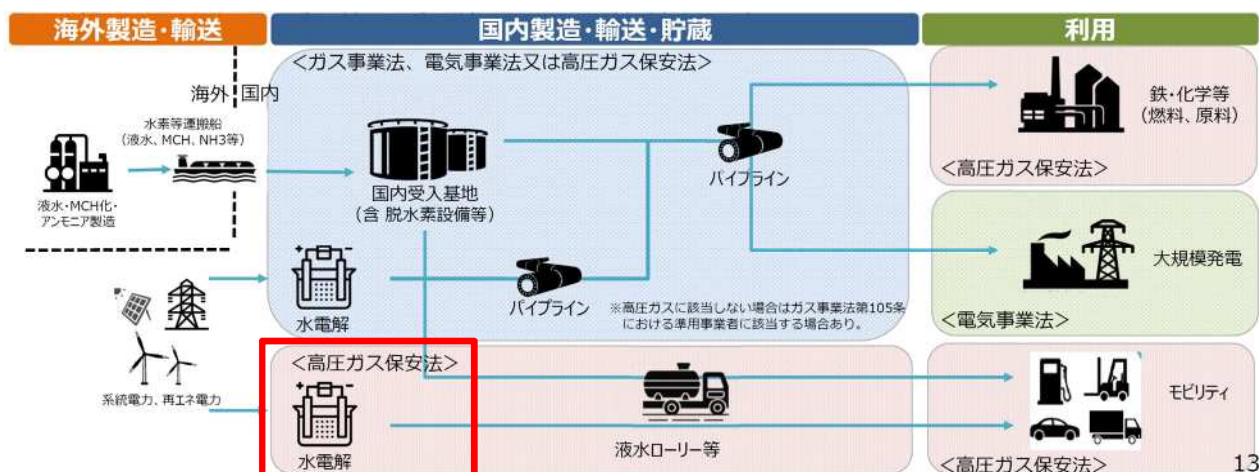 海外製造・輸送
国内製造・輸送・貯蔵
利用
<ガス事業法、電気事業法又は高圧ガス保安法>
海外
国内
水素等運搬船
（液水、MCH、NH3等）
液水・MCH化・
アンモニア製造
国内受入基地
（含 脱水素設備等）
パイプライン
鉄・化学等
（燃料、原料）
<高圧ガス保安法>
水電解
パイプライン
※高圧ガスに該当しない場合はガス事業法第105条
における準用事業者に該当する場合あり。
大規模発電
<電気事業法>
系統電力、再エネ電力
<高圧ガス保安法>
水電解
液水ローリー等
モビリティ
<高圧ガス保安法>
13